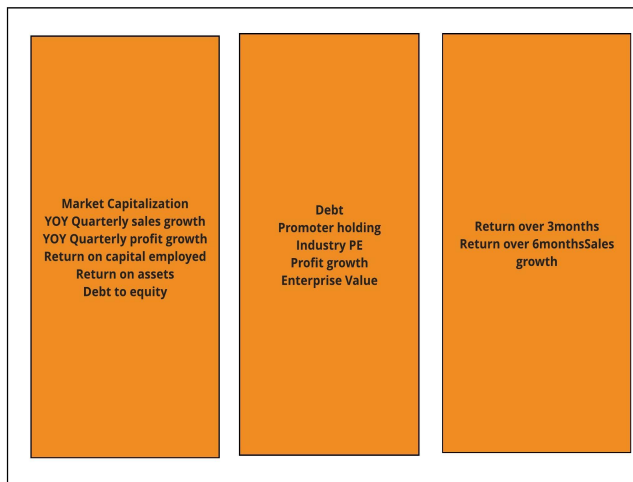 Market Capitalization
YOY Quarterly sales growth
YOY Quarterly profit growth
Return on capital employed
Return on assets
Debt to equity
Debt
Promoter holding
Industry PE
Profit growth
Enterprise Value
Return over 3months
Return over 6monthsSales
growth